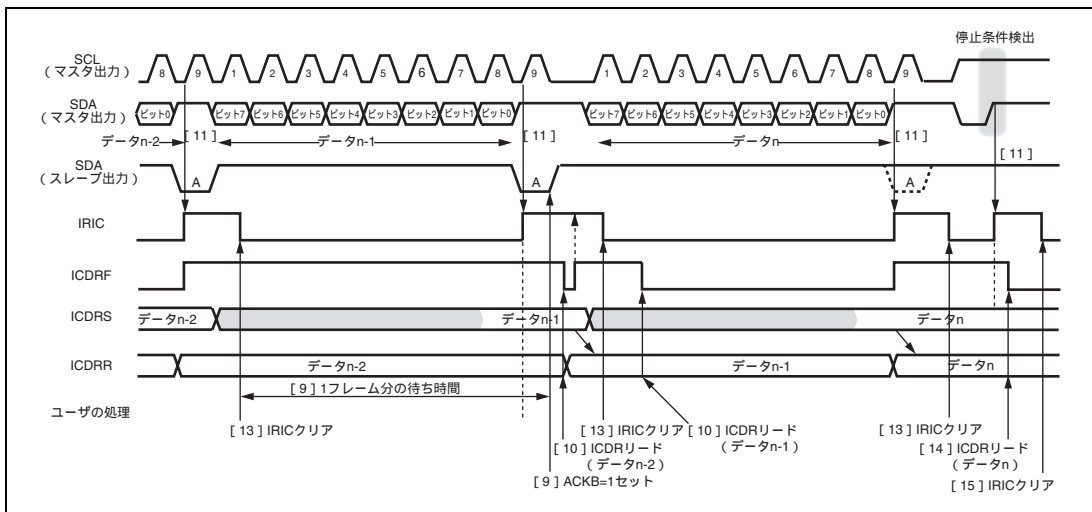 停止条件検出
SCL
（マスタ出力）
8 9 1 2 3 4 5 6 7 8 9 1 2 3 4 5 6 7 8 9
SDA
（マスタ出力）
ビット0 ビット7 ビット6 ビット5 ビット4 ビット3 ビット2 ビット1 ビット0 ビット7 ビット6 ビット5 ビット4 ビット3 ビット2 ビット1 ビット0
データn-2 [ 11 ] データn-1 [ 11 ] データn [ 11 ] [ 11 ]
SDA
（スレーブ出力）
A A A
IRIC
ICDRF
ICDRS
データn-2 データn-1 データn
ICDRR
データn-2 データn-1 データn
[ 9 ] 1フレーム分の待ち時間
ユーザの処理
[ 13 ] IRICクリア [ 13 ] IRICクリア [ 10 ] ICDRリード
（データn-1） [ 13 ] IRICクリア
[ 10 ] ICDRリード
（データn-2）
[ 14 ] ICDRリード
（データn）
[ 9 ] ACKB=1セット
[ 15 ] IRICクリア